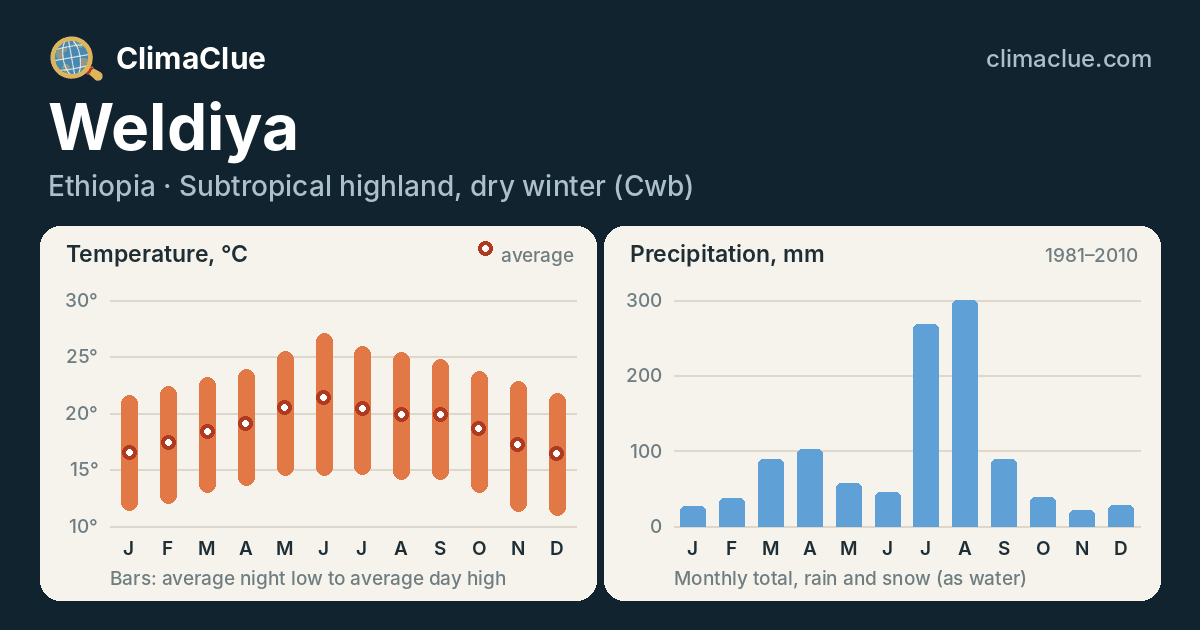 ClimaClue
climaclue.com
Weldiya
Ethiopia · Subtropical highland, dry winter (Cwb)
Temperature, °C
average
30°
25°
20°
15°
10°
J F M A M J J A S O N D
Bars: average night low to average day high
Precipitation, mm
1981–2010
300
200
100
0
J F M A M J J A S O N D
Monthly total, rain and snow (as water)